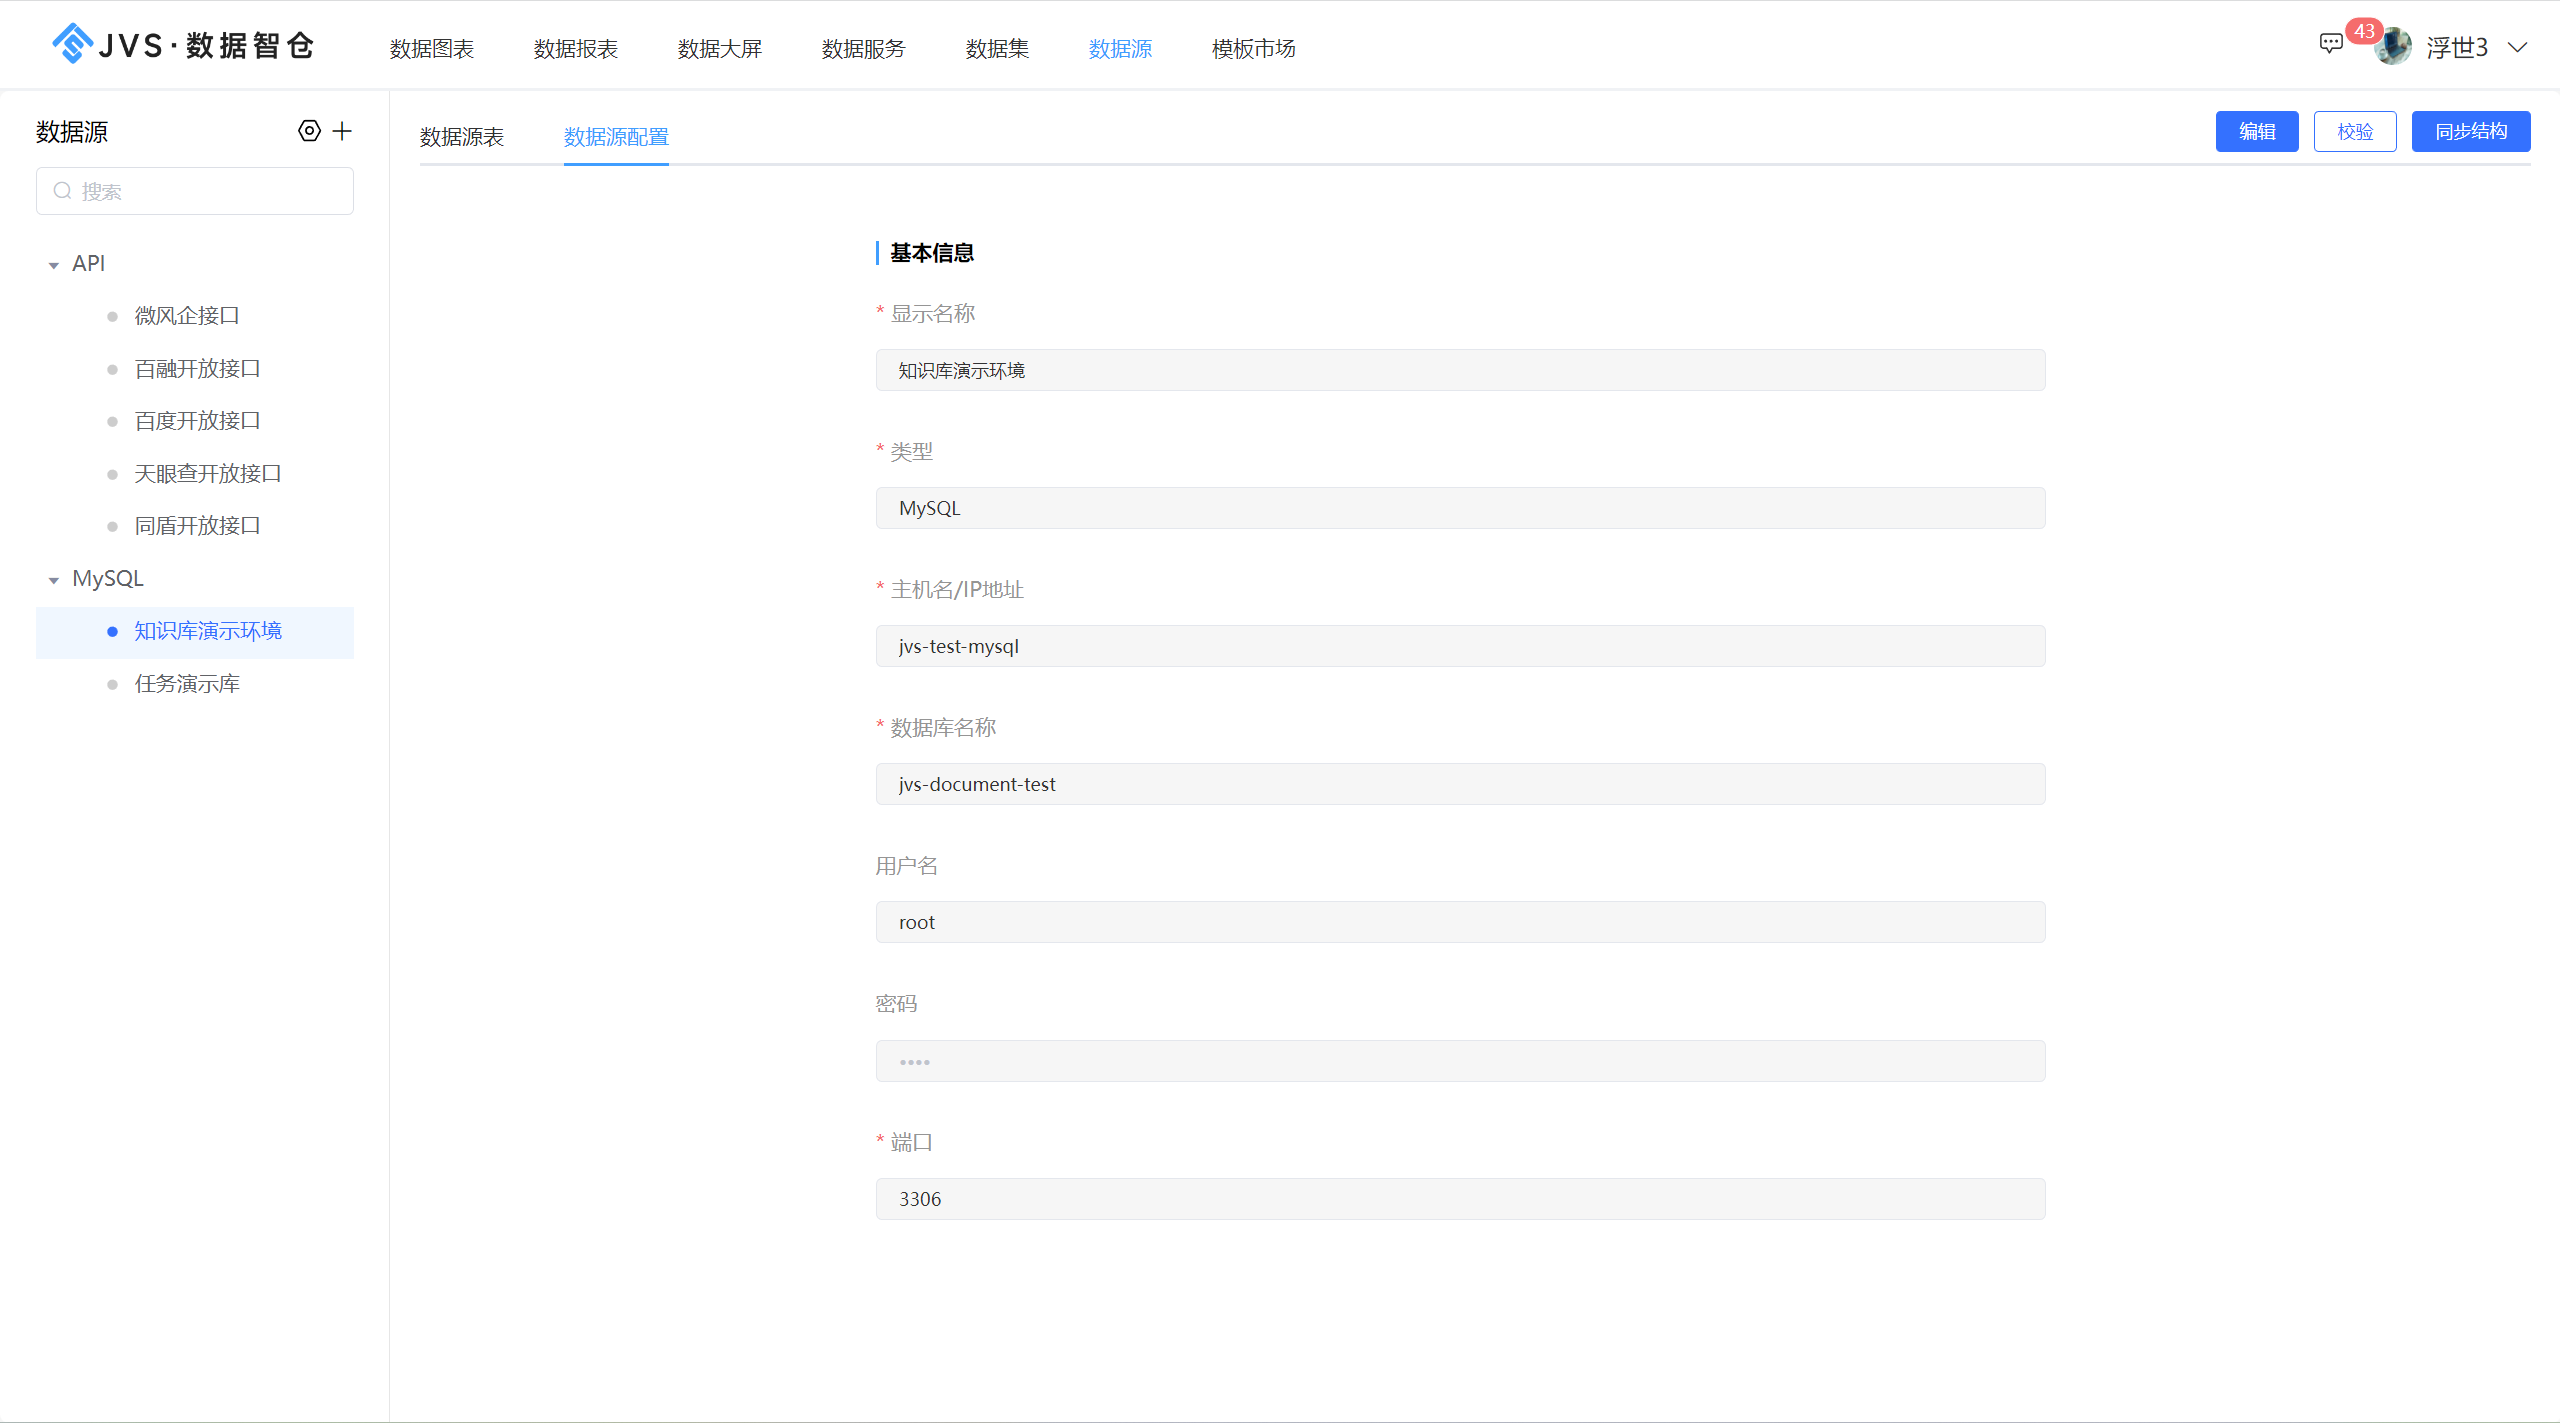 JVS·数据智仓
数据图表 数据报表 数据大屏 数据服务 数据集 数据源 模板市场
43
浮世3
数据源
搜索
API
微风企接口
百融开放接口
百度开放接口
天眼查开放接口
同盾开放接口
MySQL
知识库演示环境
任务演示库
数据源表 数据源配置
编辑 校验 同步结构
基本信息
* 显示名称
知识库演示环境
* 类型
MySQL
* 主机名/IP地址
jvs-test-mysql
* 数据库名称
jvs-document-test
用户名
root
密码
••••
* 端口
3306